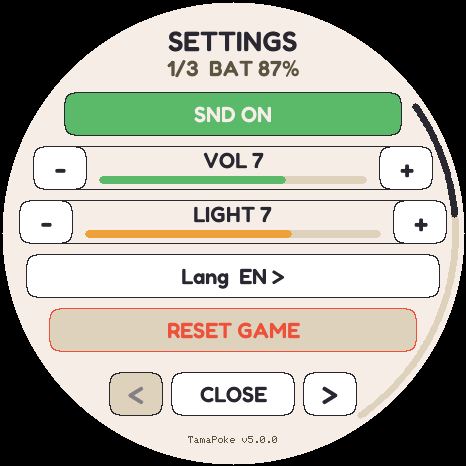 SETTINGS
1/3 BAT 87%
SND ON
- VOL 7 +
- LIGHT 7 +
Lang EN >
RESET GAME
< CLOSE >
TamaPoke v5.0.0